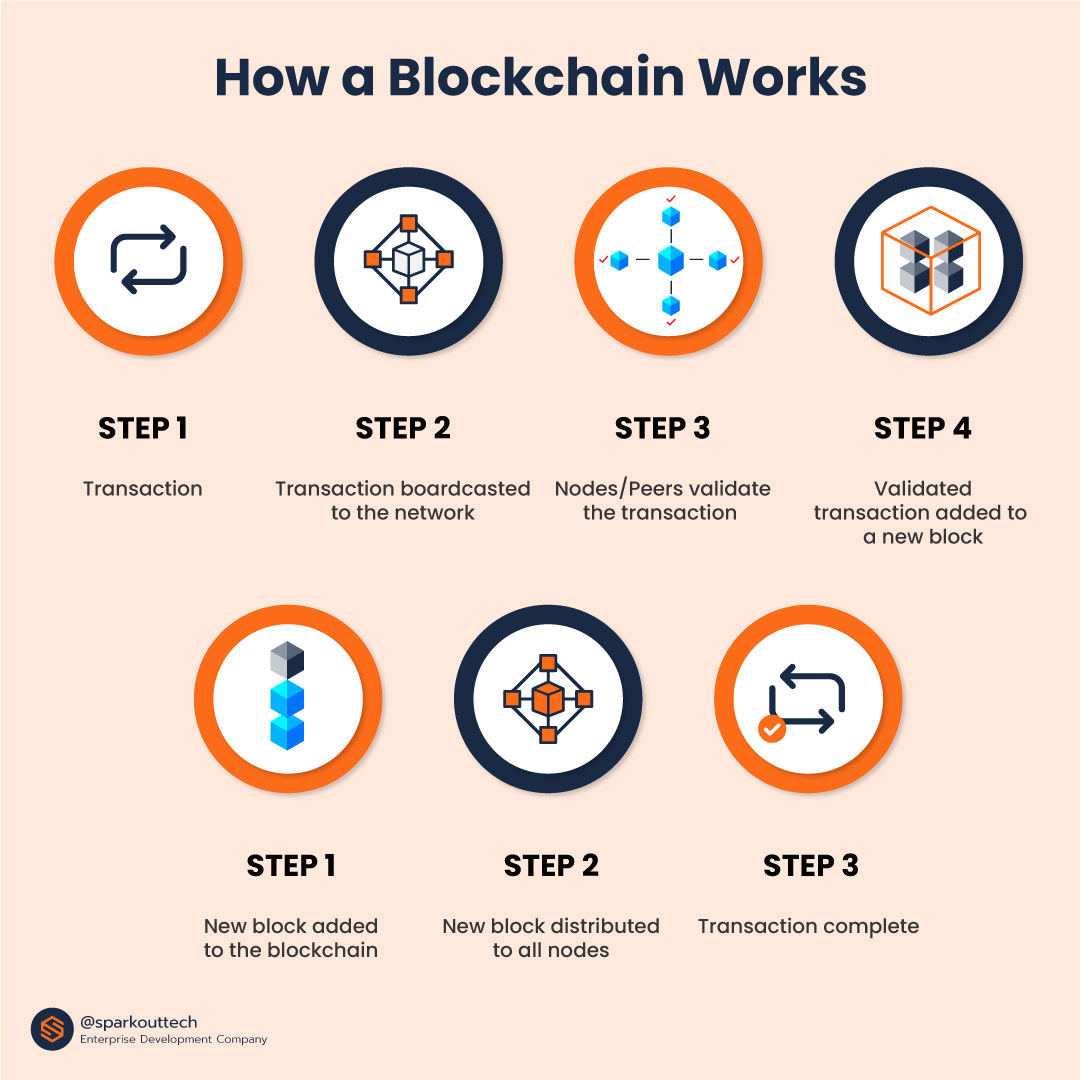 How a Blockchain Works
STEP 1
Transaction
STEP 2
Transaction boardcasted
to the network
STEP 3
Nodes/Peers validate
the transaction
STEP 4
Validated
transaction added to
a new block
STEP 1
New block added
to the blockchain
STEP 2
New block distributed
to all nodes
STEP 3
Transaction complete
@sparkouttech
Enterprise Development Company